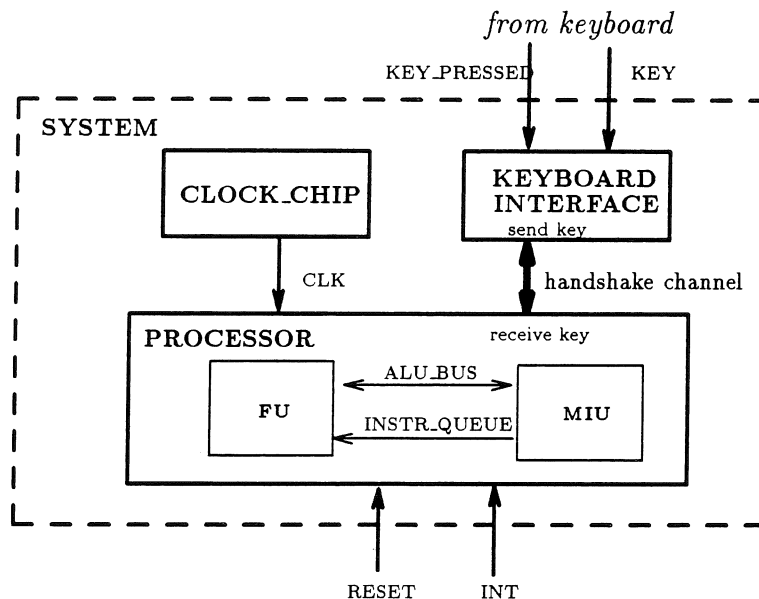 from keyboard
KEY_PRESSED
KEY
SYSTEM
CLOCK_CHIP
KEYBOARD
INTERFACE
send key
CLK
handshake channel
PROCESSOR
receive key
FU
ALU_BUS
INSTR_QUEUE
MIU
RESET
INT